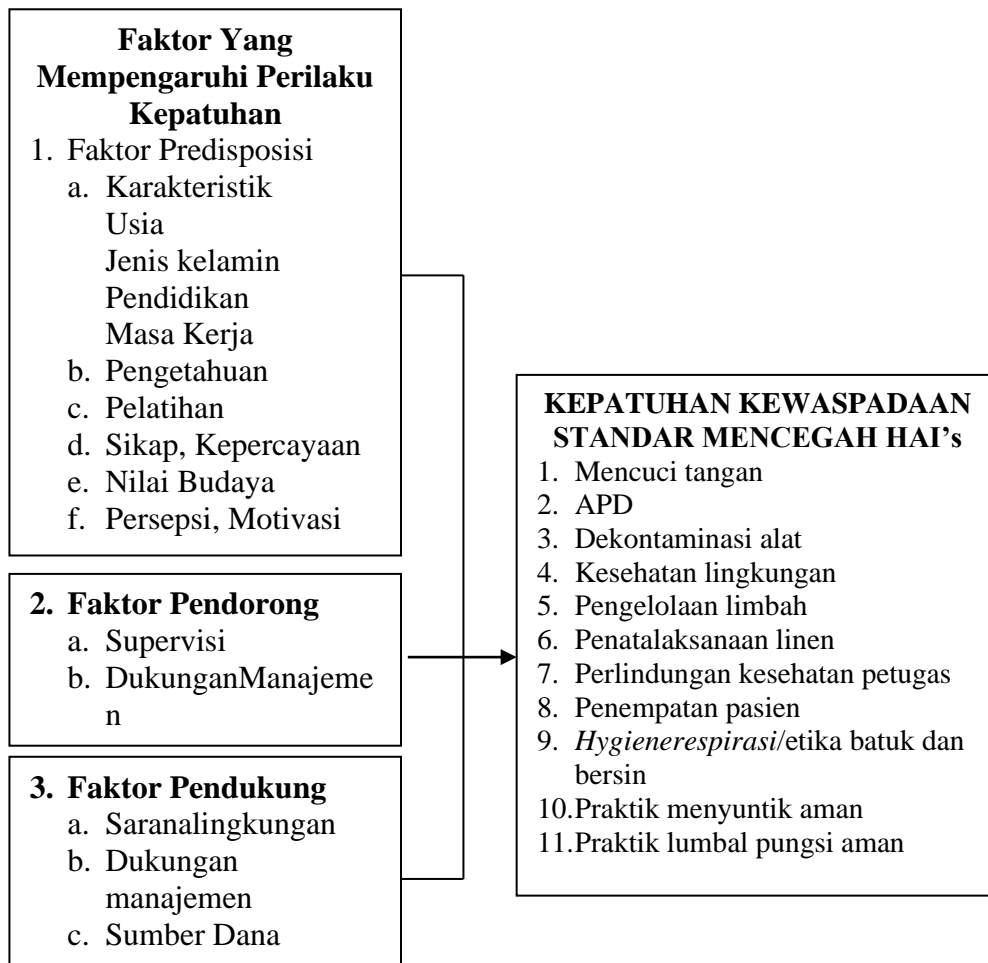 Faktor Yang
Mempengaruhi Perilaku
Kepatuhan
1. Faktor Predisposisi
a. Karakteristik
Usia
Jenis kelamin
Pendidikan
Masa Kerja
b. Pengetahuan
c. Pelatihan
d. Sikap, Kepercayaan
e. Nilai Budaya
f. Persepsi, Motivasi
2. Faktor Pendorong
a. Supervisi
b. DukunganManajeme
n
3. Faktor Pendukung
a. Saranalingkungan
b. Dukungan
manajemen
c. Sumber Dana
KEPATUHAN KEWASPADAAN
STANDAR MENCEGAH HAI’s
1. Mencuci tangan
2. APD
3. Dekontaminasi alat
4. Kesehatan lingkungan
5. Pengelolaan limbah
6. Penatalaksanaan linen
7. Perlindungan kesehatan petugas
8. Penempatan pasien
9. Hygienerespirasi/etika batuk dan
bersin
10.Praktik menyuntik aman
11.Praktik lumbal pungsi aman